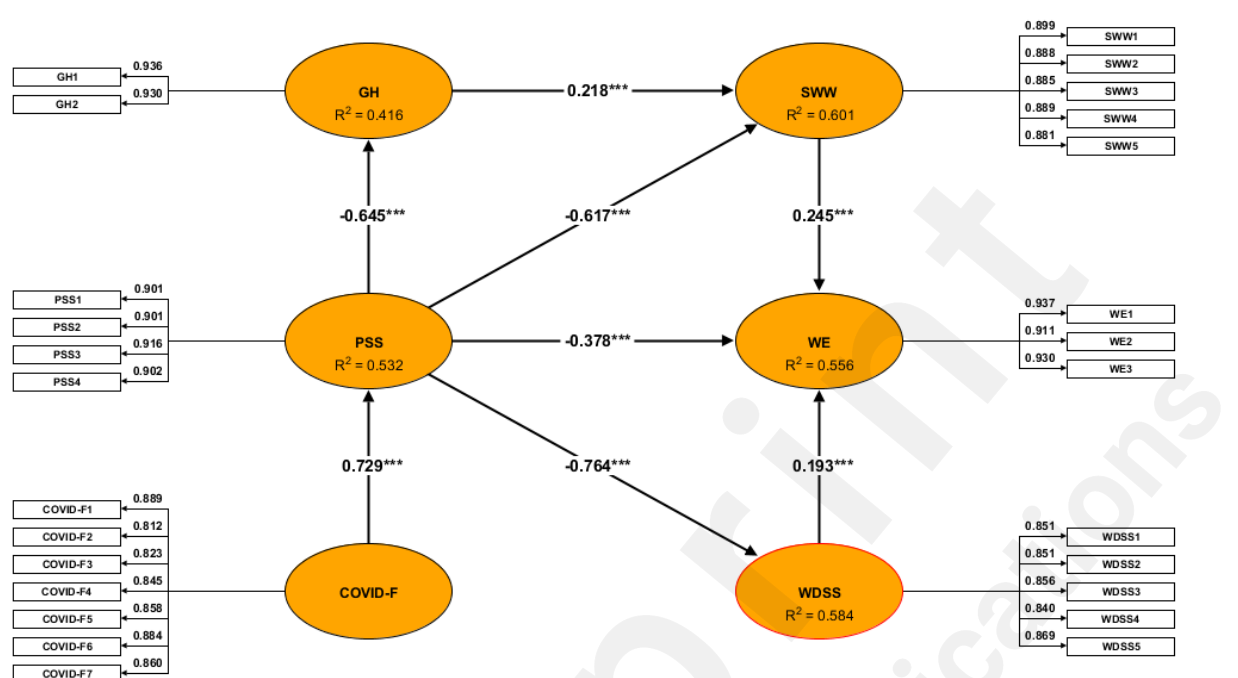 0.899
SWW1
0.888
SWW2
0.885
SWW3
0.889
SWW4
0.881
SWW5
0.936
GH1
0.930
GH2
GH
R² = 0.416
0.218***
SWW
R² = 0.601
-0.645***
-0.617***
0.245***
0.901
PSS1
0.901
PSS2
0.916
PSS3
0.902
PSS4
PSS
R² = 0.532
-0.378***
WE
R² = 0.556
0.937
WE1
0.911
WE2
0.930
WE3
0.729***
-0.764***
0.193***
0.889
COVID-F1
0.812
COVID-F2
0.823
COVID-F3
0.845
COVID-F4
0.858
COVID-F5
0.884
COVID-F6
0.860
COVID-F7
COVID-F
WDSS
R² = 0.584
0.851
WDSS1
0.851
WDSS2
0.856
WDSS3
0.840
WDSS4
0.869
WDSS5
print
ications